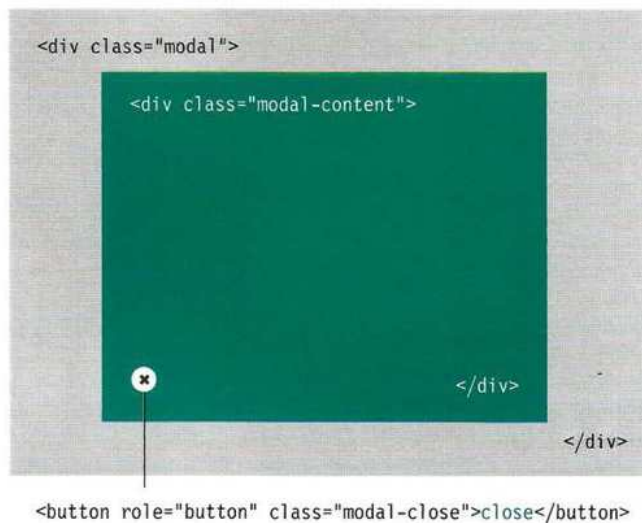 <div class="modal">
<div class="modal-content">
</div>
</div>
<button role="button" class="modal-close">close</button>